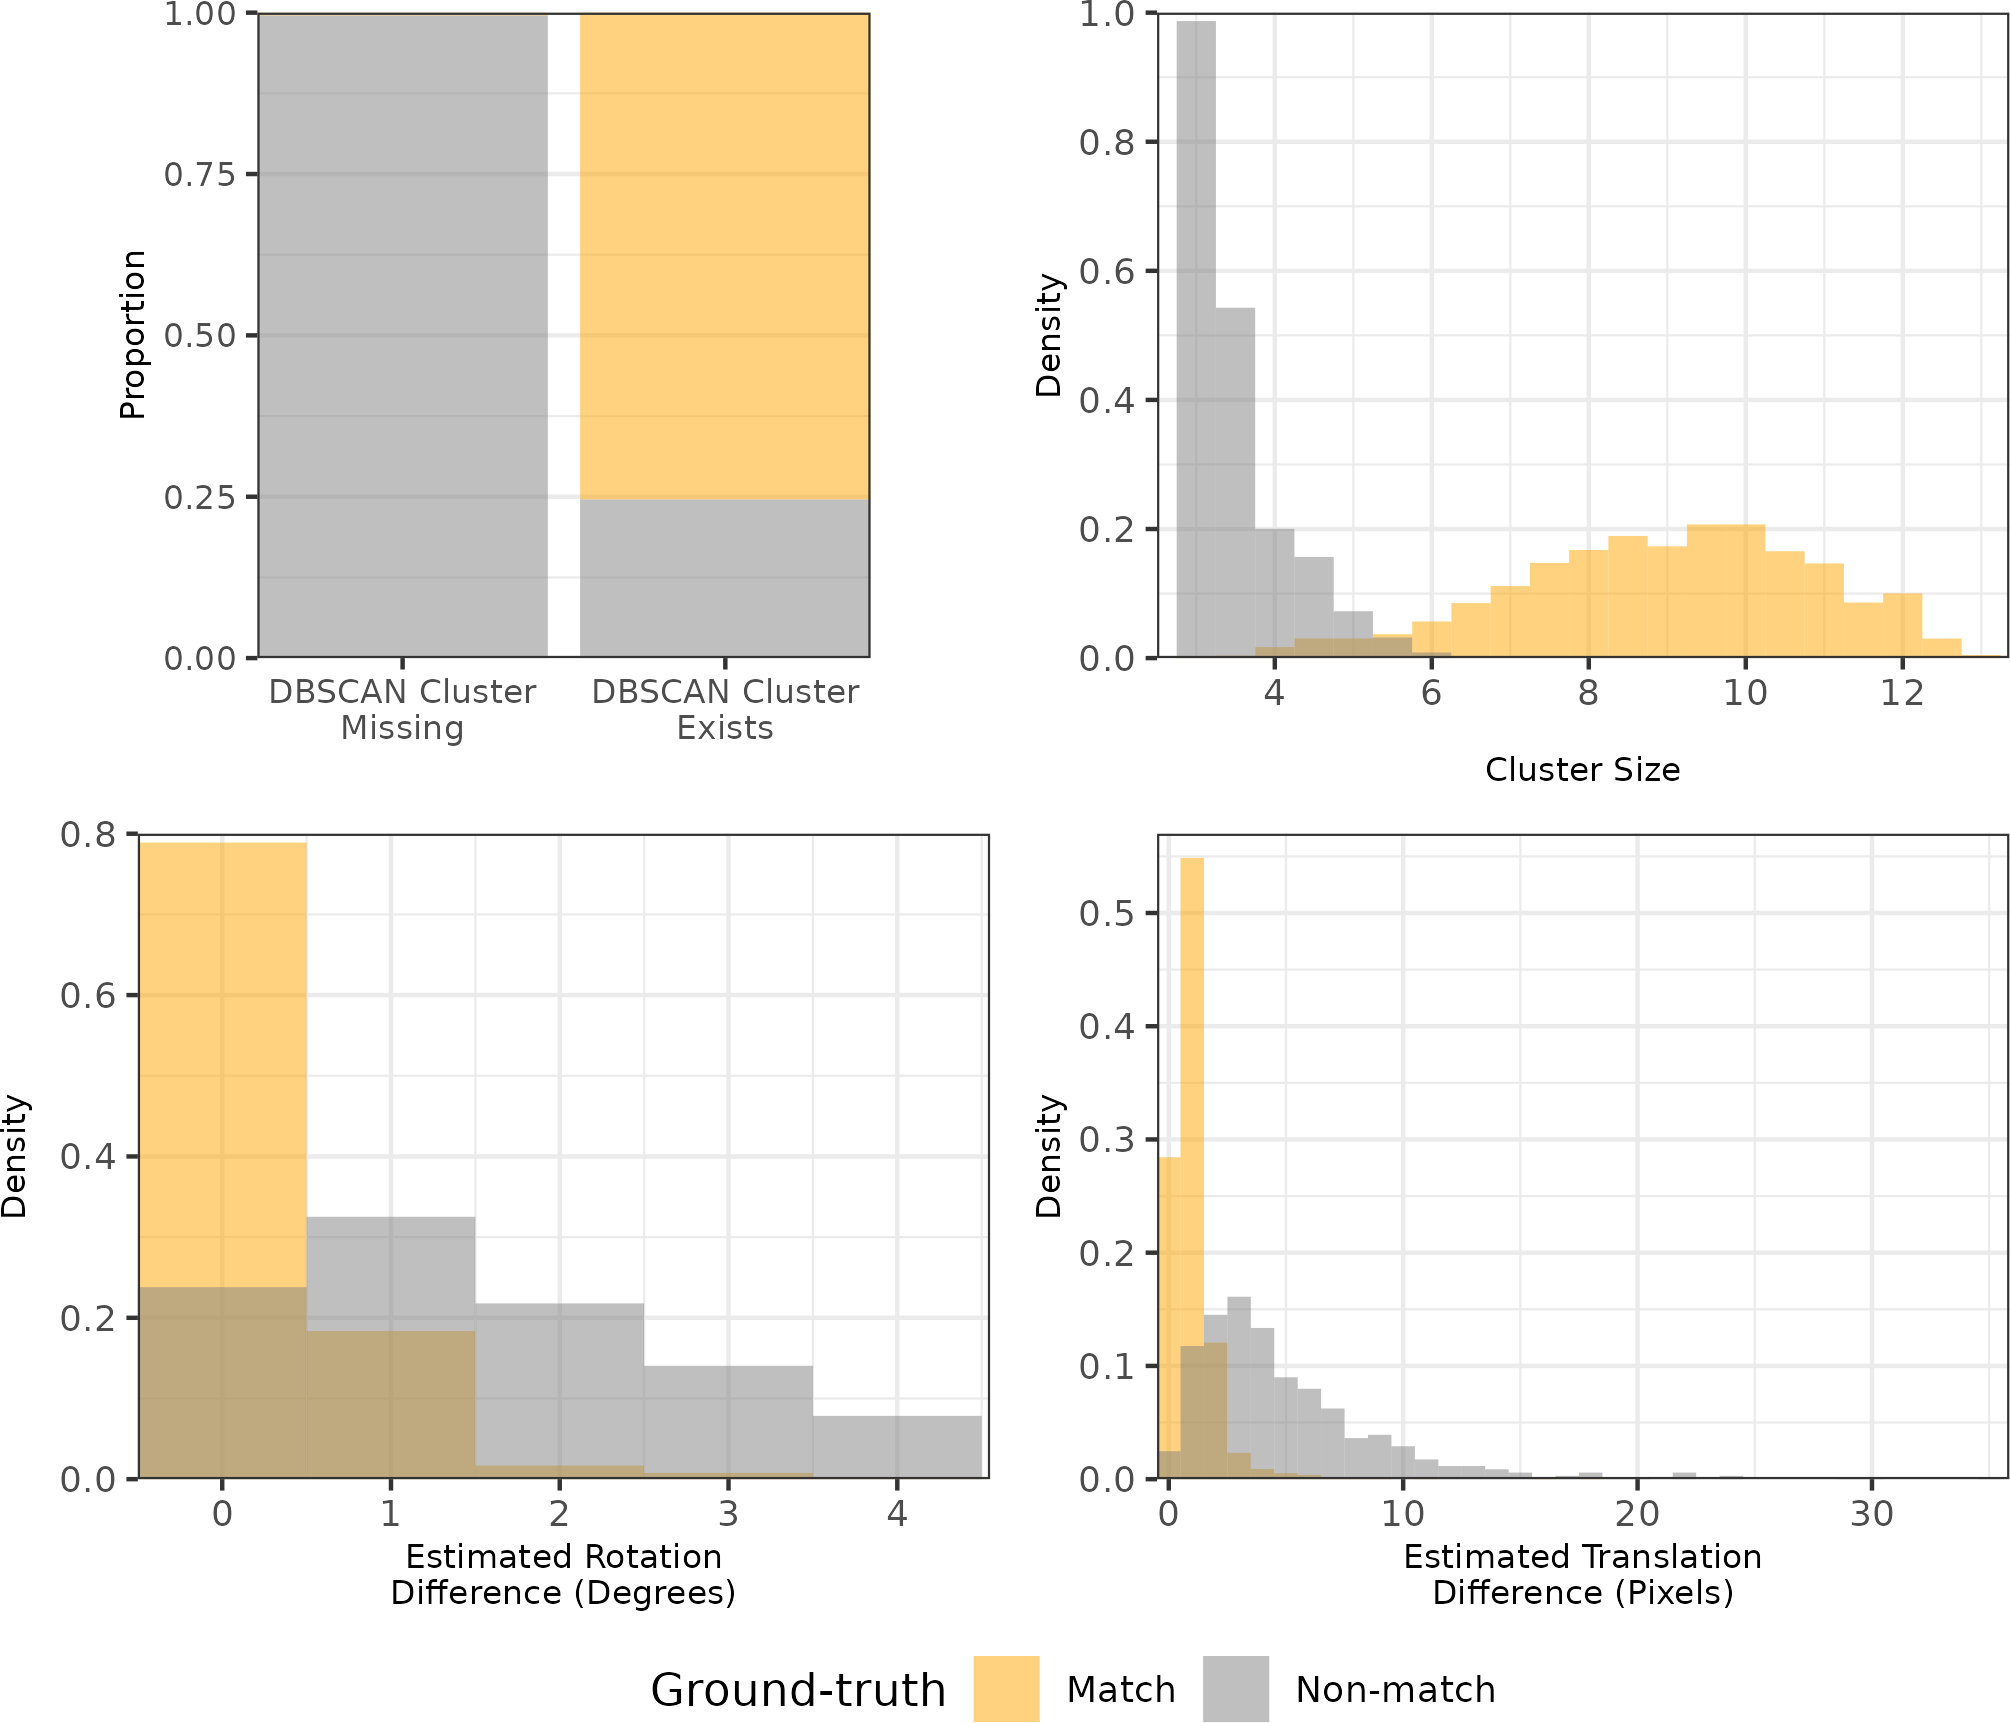 1.00
0.75
0.50
0.25
0.00
Proportion
DBSCAN Cluster
Missing
DBSCAN Cluster
Exists
1.0
0.8
0.6
0.4
0.2
0.0
Density
4 6 8 10 12
Cluster Size
0.8
0.6
0.4
0.2
0.0
Density
0 1 2 3 4
Estimated Rotation
Difference (Degrees)
0.5
0.4
0.3
0.2
0.1
0.0
Density
0 10 20 30
Estimated Translation
Difference (Pixels)
Ground-truth Match Non-match